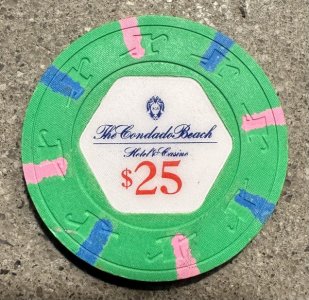 The Condado Beach
Hotel & Casino
$25